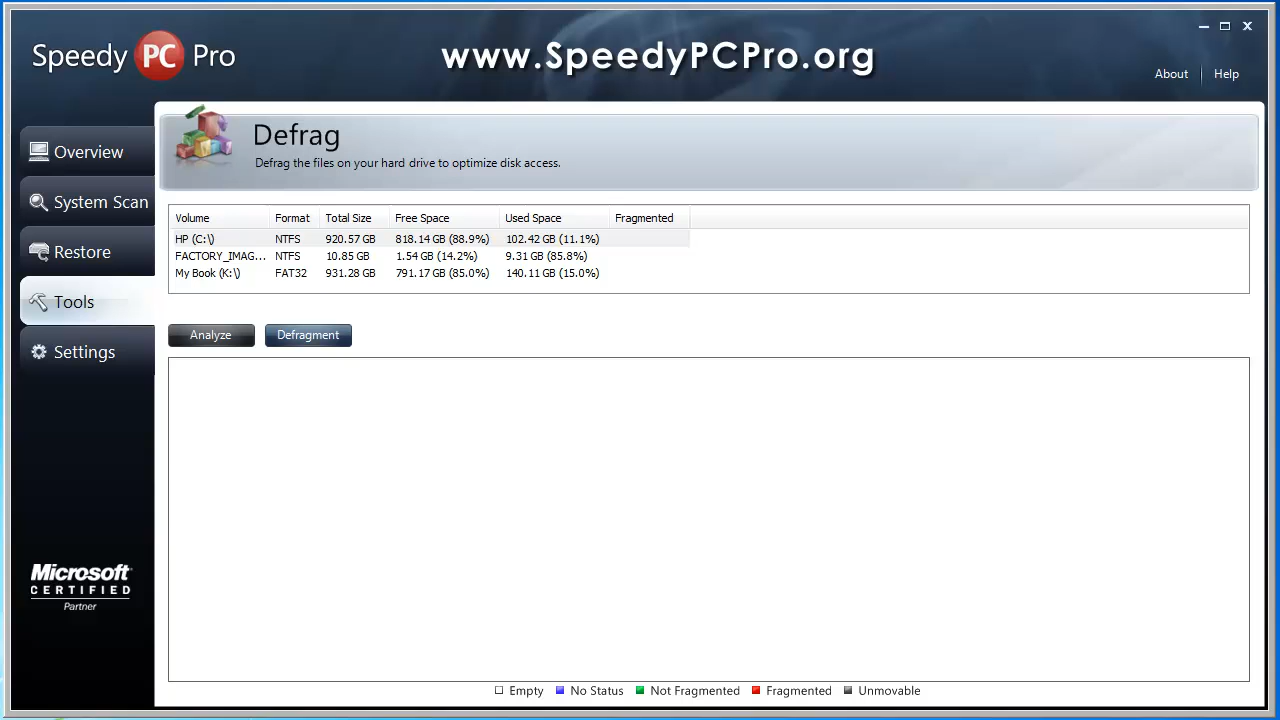 Speedy PC Pro
www.SpeedyPCPro.org
About Help
Defrag
Defrag the files on your hard drive to optimize disk access.
Overview
System Scan
Restore
Tools
Settings
Volume Format Total Size Free Space Used Space Fragmented
HP (C:\) NTFS 920.57 GB 818.14 GB (88.9%) 102.42 GB (11.1%)
FACTORY_IMAG... NTFS 10.85 GB 1.54 GB (14.2%) 9.31 GB (85.8%)
My Book (K:\) FAT32 931.28 GB 791.17 GB (85.0%) 140.11 GB (15.0%)
Analyze Defragment
Microsoft
CERTIFIED
Partner
Empty No Status Not Fragmented Fragmented Unmovable